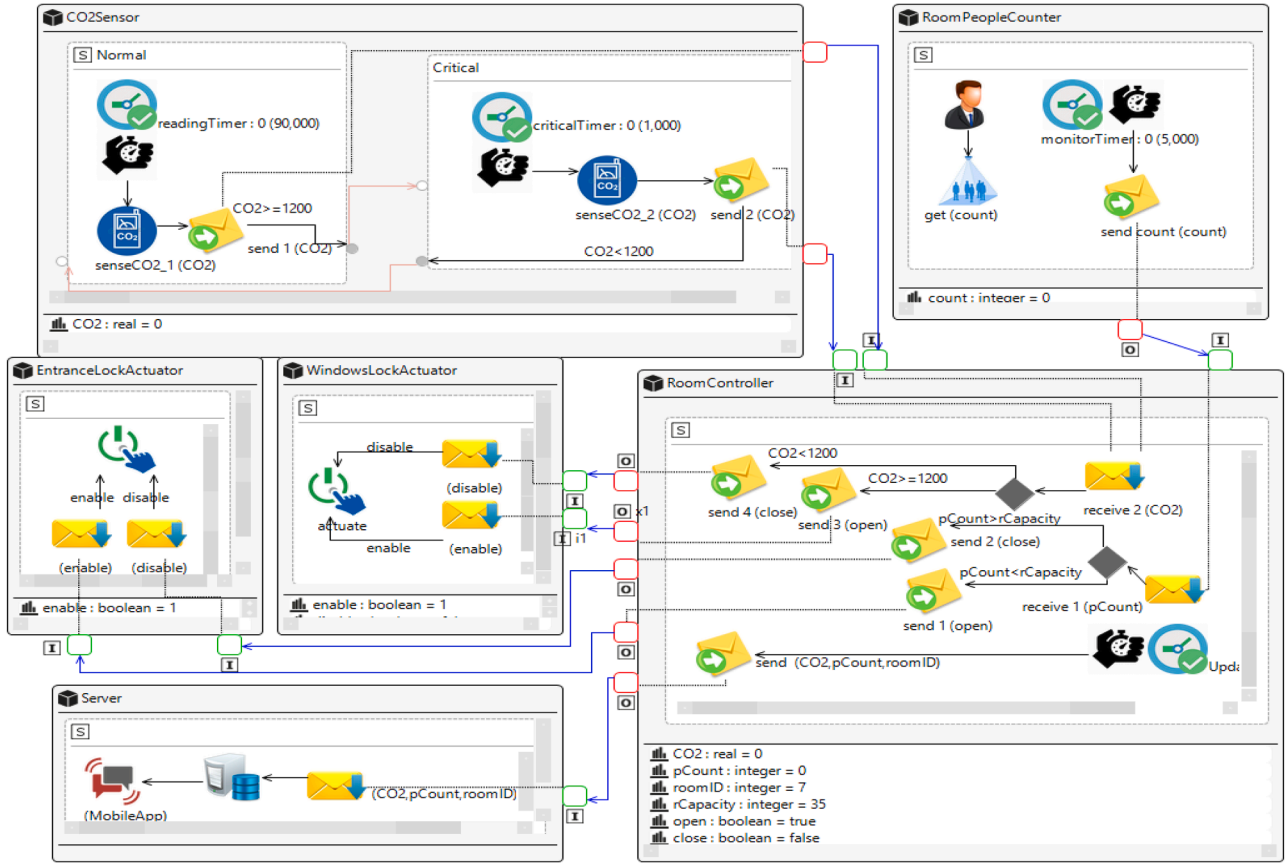 CO2Sensor
S Normal
readingTimer : 0 (90,000)
CO2
senseCO2_1 (CO2)
CO2>=1200
send 1 (CO2)
Critical
criticalTimer : 0 (1,000)
CO2
senseCO2_2 (CO2)
send 2 (CO2)
CO2<1200
CO2 : real = 0
RoomPeopleCounter
S
monitorTimer : 0 (5,000)
get (count)
send count (count)
count : integer = 0
O
I
I
I
EntranceLockActuator
S
enable disable
(enable) (disable)
enable : boolean = 1
I
I
WindowsLockActuator
S
disable
(disable)
actuate
enable
(enable)
enable : boolean = 1
I
I i1
O
O x1
O
O
O
RoomController
S
CO2<1200
CO2>=1200
send 4 (close)
send 3 (open)
receive 2 (CO2)
pCount>rCapacity
send 2 (close)
pCount<rCapacity
receive 1 (pCount)
send 1 (open)
send (CO2,pCount,roomID)
CO2 : real = 0
pCount : integer = 0
roomID : integer = 7
rCapacity : integer = 35
open : boolean = true
close : boolean = false
Server
S
(CO2,pCount,roomID)
(MobileApp)
I